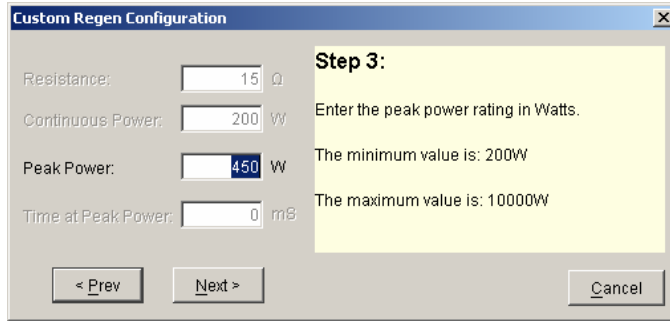 Custom Regen Configuration
Resistance: 15 Ω
Continuous Power: 200 W
Peak Power: 450 W
Time at Peak Power: 0 mS
Step 3:
Enter the peak power rating in Watts.
The minimum value is: 200W
The maximum value is: 10000W
< Prev
Next >
Cancel